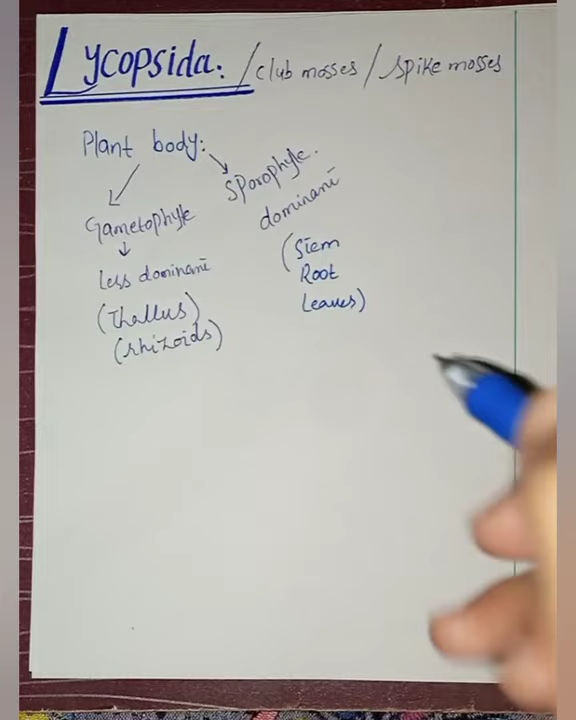 Lycopsida: / club mosses / spike mosses
Plant body:
Gametophyte
less dominant
(Thallus)
(rhizoids)
Sporophyte.
dominant
(Stem
Root
Leaves)